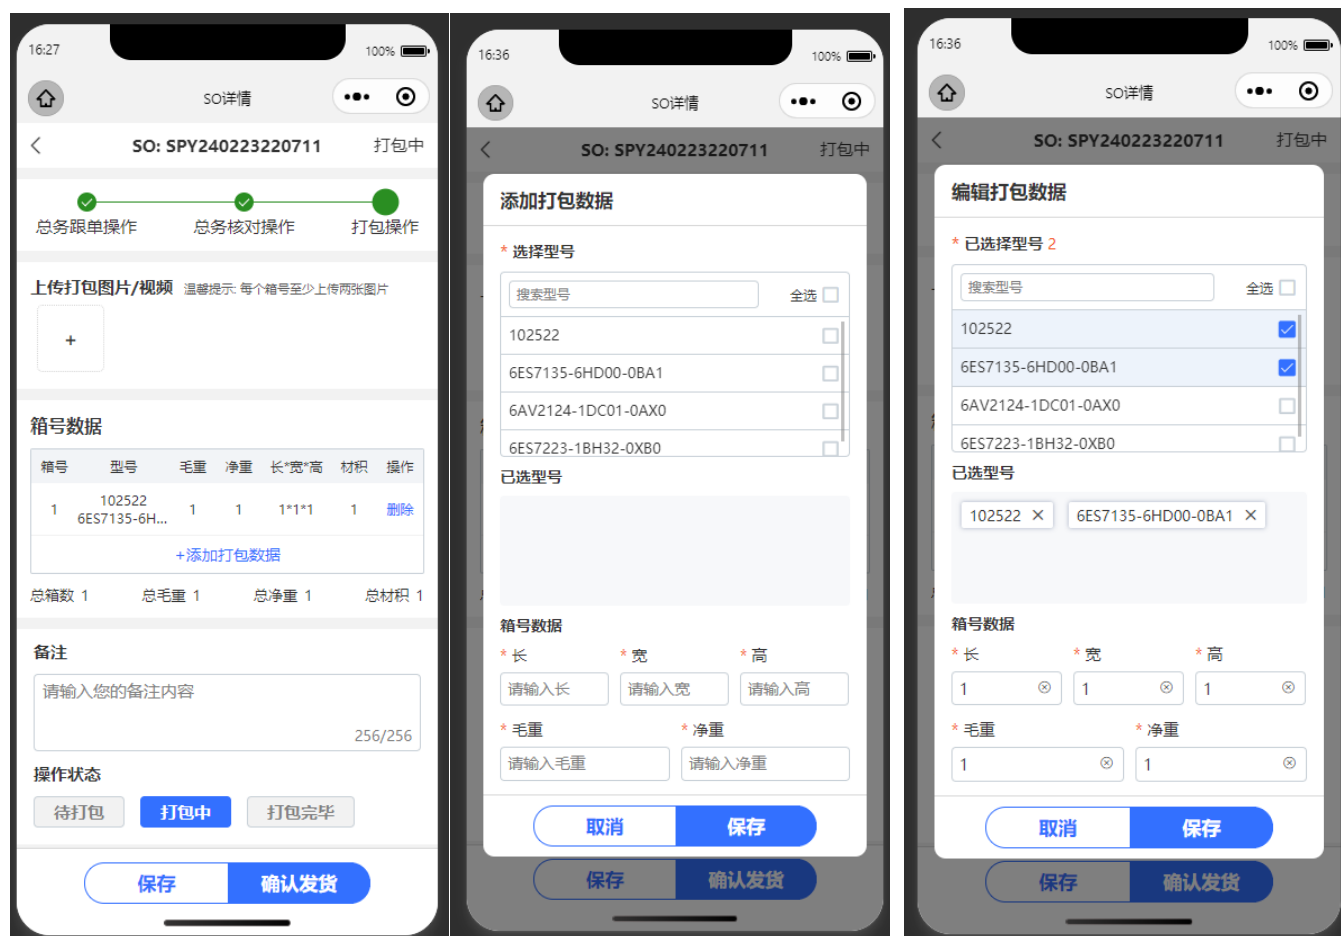 16:27
100%
SO详情
SO: SPY240223220711 打包中
总务跟单操作 总务核对操作 打包操作
上传打包图片/视频 温馨提示: 每个箱号至少上传两张图片
+
箱号数据
箱号 型号 毛重 净重 长*宽*高 材积 操作
1 102522 6ES7135-6H... 1 1 1*1*1 1 删除
+添加打包数据
总箱数 1 总毛重 1 总净重 1 总材积 1
备注
请输入您的备注内容
256/256
操作状态
待打包 打包中 打包完毕
保存 确认发货
16:36
100%
SO详情
SO: SPY240223220711 打包中
添加打包数据
* 选择型号
搜索型号 全选
102522
6ES7135-6HD00-0BA1
6AV2124-1DC01-0AX0
6ES7223-1BH32-0XB0
已选型号
箱号数据
* 长 * 宽 * 高
请输入长 请输入宽 请输入高
* 毛重 * 净重
请输入毛重 请输入净重
取消 保存
保存 确认发货
16:36
100%
SO详情
SO: SPY240223220711 打包中
编辑打包数据
* 已选择型号 2
搜索型号 全选
102522
6ES7135-6HD00-0BA1
6AV2124-1DC01-0AX0
6ES7223-1BH32-0XB0
已选型号
102522 × 6ES7135-6HD00-0BA1 ×
箱号数据
* 长 * 宽 * 高
1 1 1
* 毛重 * 净重
1 1
取消 保存
保存 确认发货